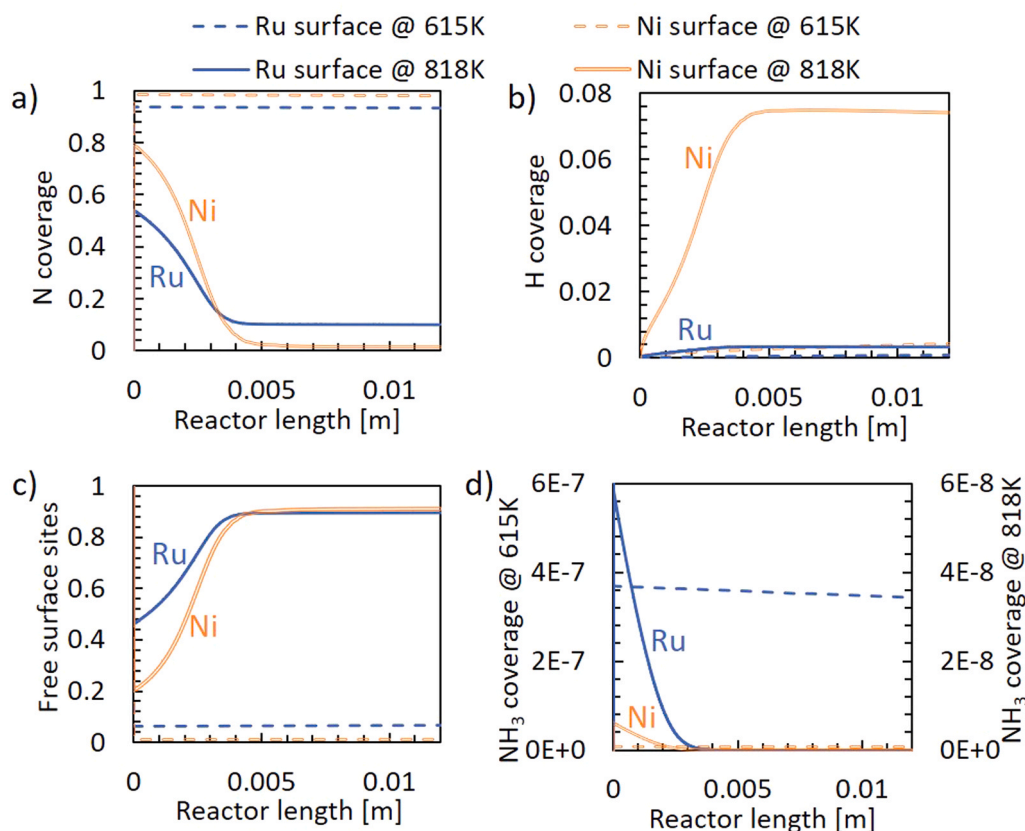 Ru surface @ 615K
Ni surface @ 615K
Ru surface @ 818K
Ni surface @ 818K
a)
1
0.8
0.6
0.4
0.2
0
N coverage
Ni
Ru
0
0.005
0.01
Reactor length [m]
b)
0.08
0.06
0.04
0.02
0
H coverage
Ni
Ru
0
0.005
0.01
Reactor length [m]
c)
1
0.8
0.6
0.4
0.2
0
Free surface sites
Ru
Ni
0
0.005
0.01
Reactor length [m]
d)
NH₃ coverage @ 615K
6E-7
4E-7
2E-7
0E+0
Ru
Ni
6E-8
4E-8
2E-8
0E+0
NH₃ coverage @ 818K
0
0.005
0.01
Reactor length [m]